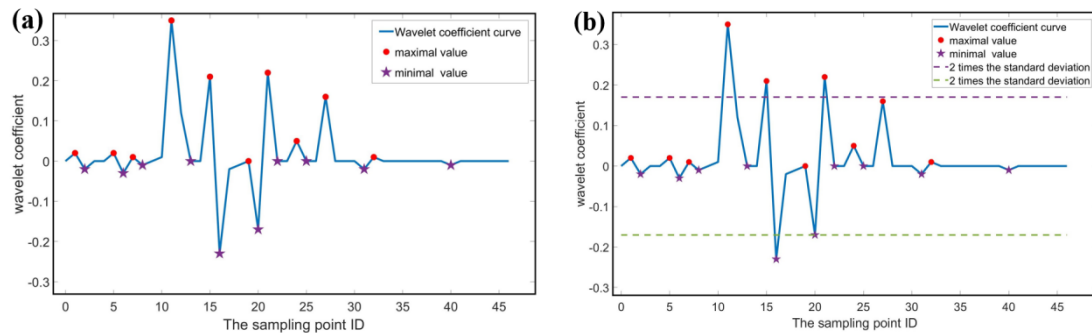 (a)
0.3
0.2
0.1
0
-0.1
-0.2
-0.3
wavelet coefficient
0 5 10 15 20 25 30 35 40 45
The sampling point ID
Wavelet coefficient curve
maximal value
minimal value
(b)
0.3
0.2
0.1
0
-0.1
-0.2
-0.3
wavelet coefficient
0 5 10 15 20 25 30 35 40 45
The sampling point ID
Wavelet coefficient curve
maximal value
minimal value
2 times the standard deviation
2 times the standard deviation